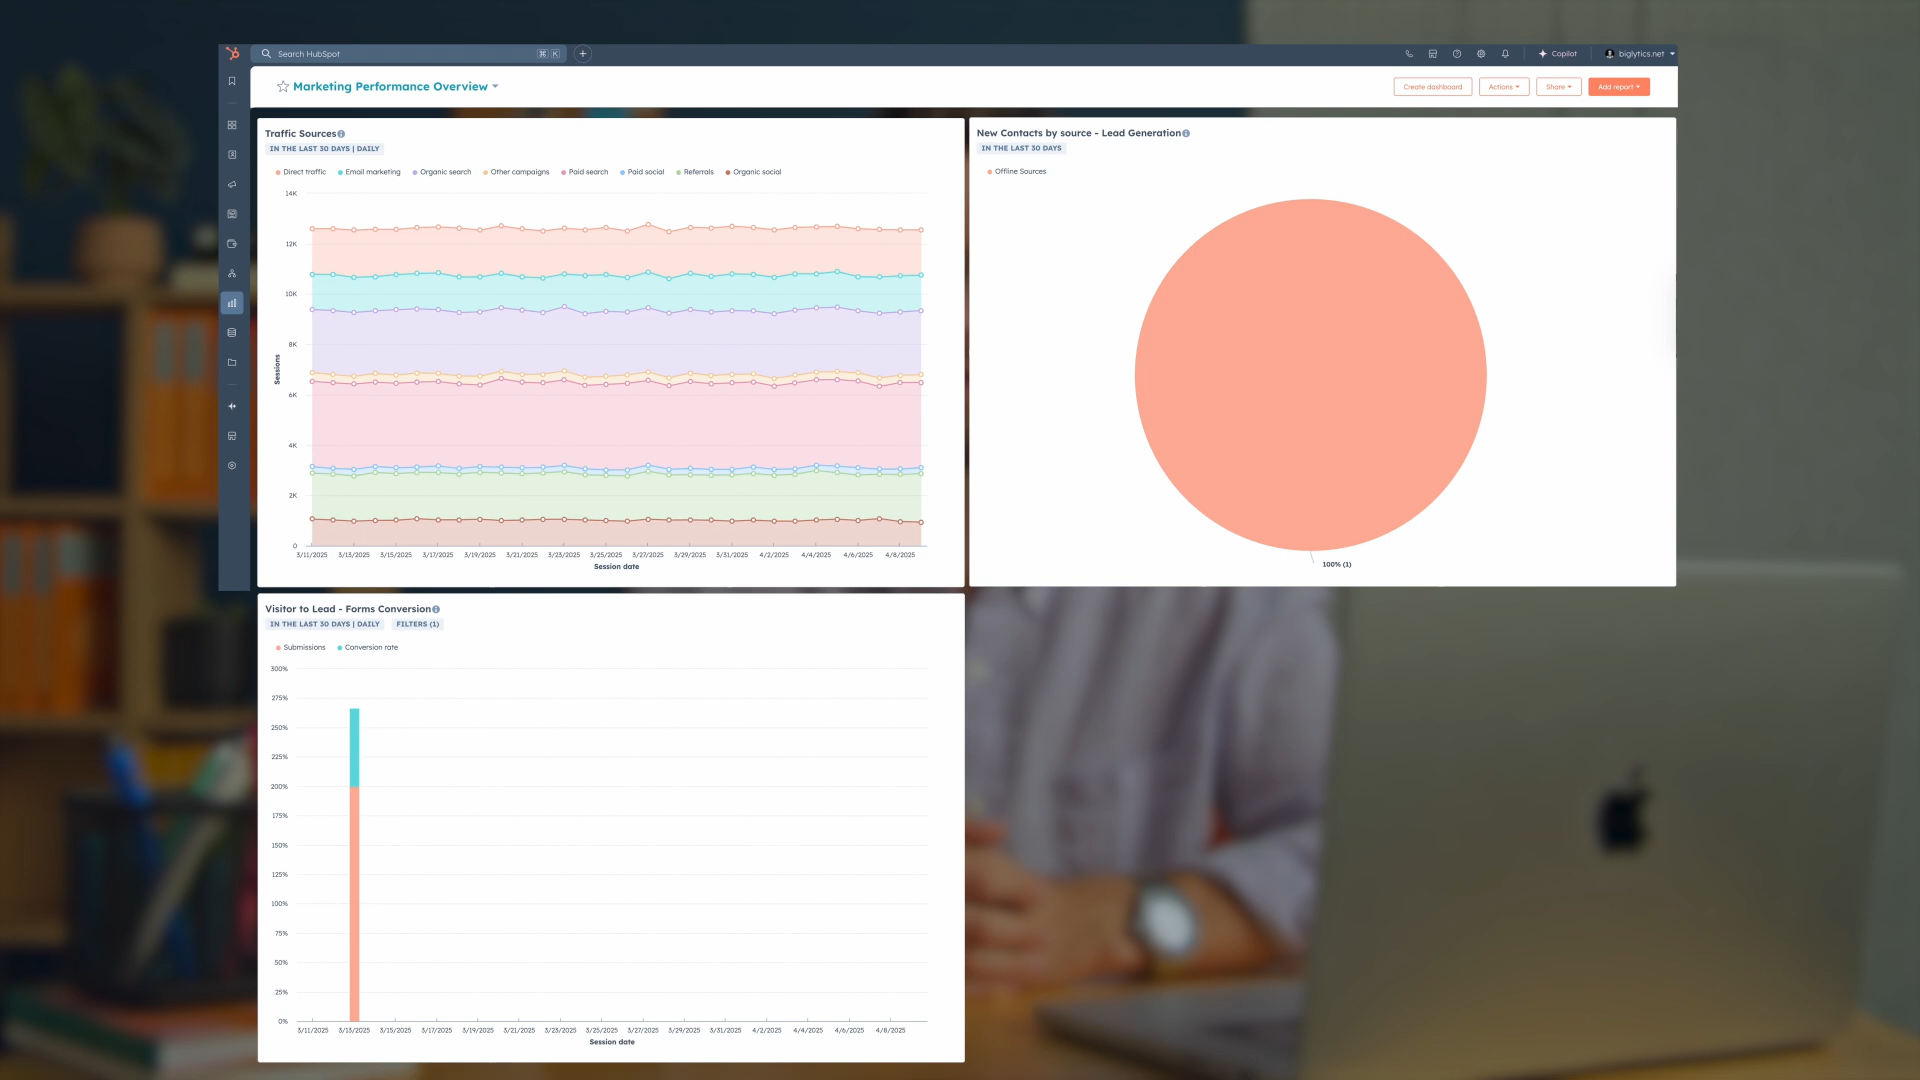 Search HubSpot
⌘ K
+
Copilot
biglytics.net
Marketing Performance Overview
Create dashboard
Actions
Share
Add report
Traffic Sources
IN THE LAST 30 DAYS | DAILY
Direct traffic Email marketing Organic search Other campaigns Paid search Paid social Referrals Organic social
14K
12K
10K
8K
6K
4K
2K
0
Sessions
3/11/2025 3/13/2025 3/15/2025 3/17/2025 3/19/2025 3/21/2025 3/23/2025 3/25/2025 3/27/2025 3/29/2025 3/31/2025 4/2/2025 4/4/2025 4/6/2025 4/8/2025
Session date
New Contacts by source - Lead Generation
IN THE LAST 30 DAYS
Offline Sources
100% (1)
Visitor to Lead - Forms Conversion
IN THE LAST 30 DAYS | DAILY FILTERS (1)
Submissions Conversion rate
300%
275%
250%
225%
200%
175%
150%
125%
100%
75%
50%
25%
0%
3/11/2025 3/13/2025 3/15/2025 3/17/2025 3/19/2025 3/21/2025 3/23/2025 3/25/2025 3/27/2025 3/29/2025 3/31/2025 4/2/2025 4/4/2025 4/6/2025 4/8/2025
Session date